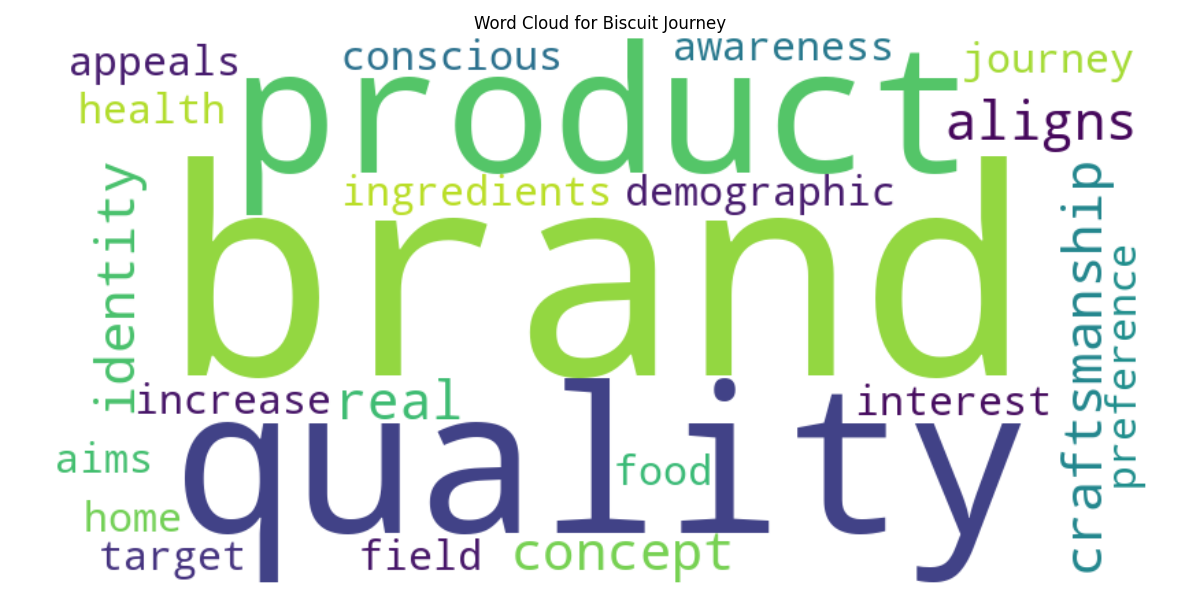 Word Cloud for Biscuit Journey
appeals
conscious
awareness
journey
health
product
aligns
ingredients
demographic
identity
brand
craftsmanship
preference
increase
real
interest
quality
aims
food
home
target
field
concept